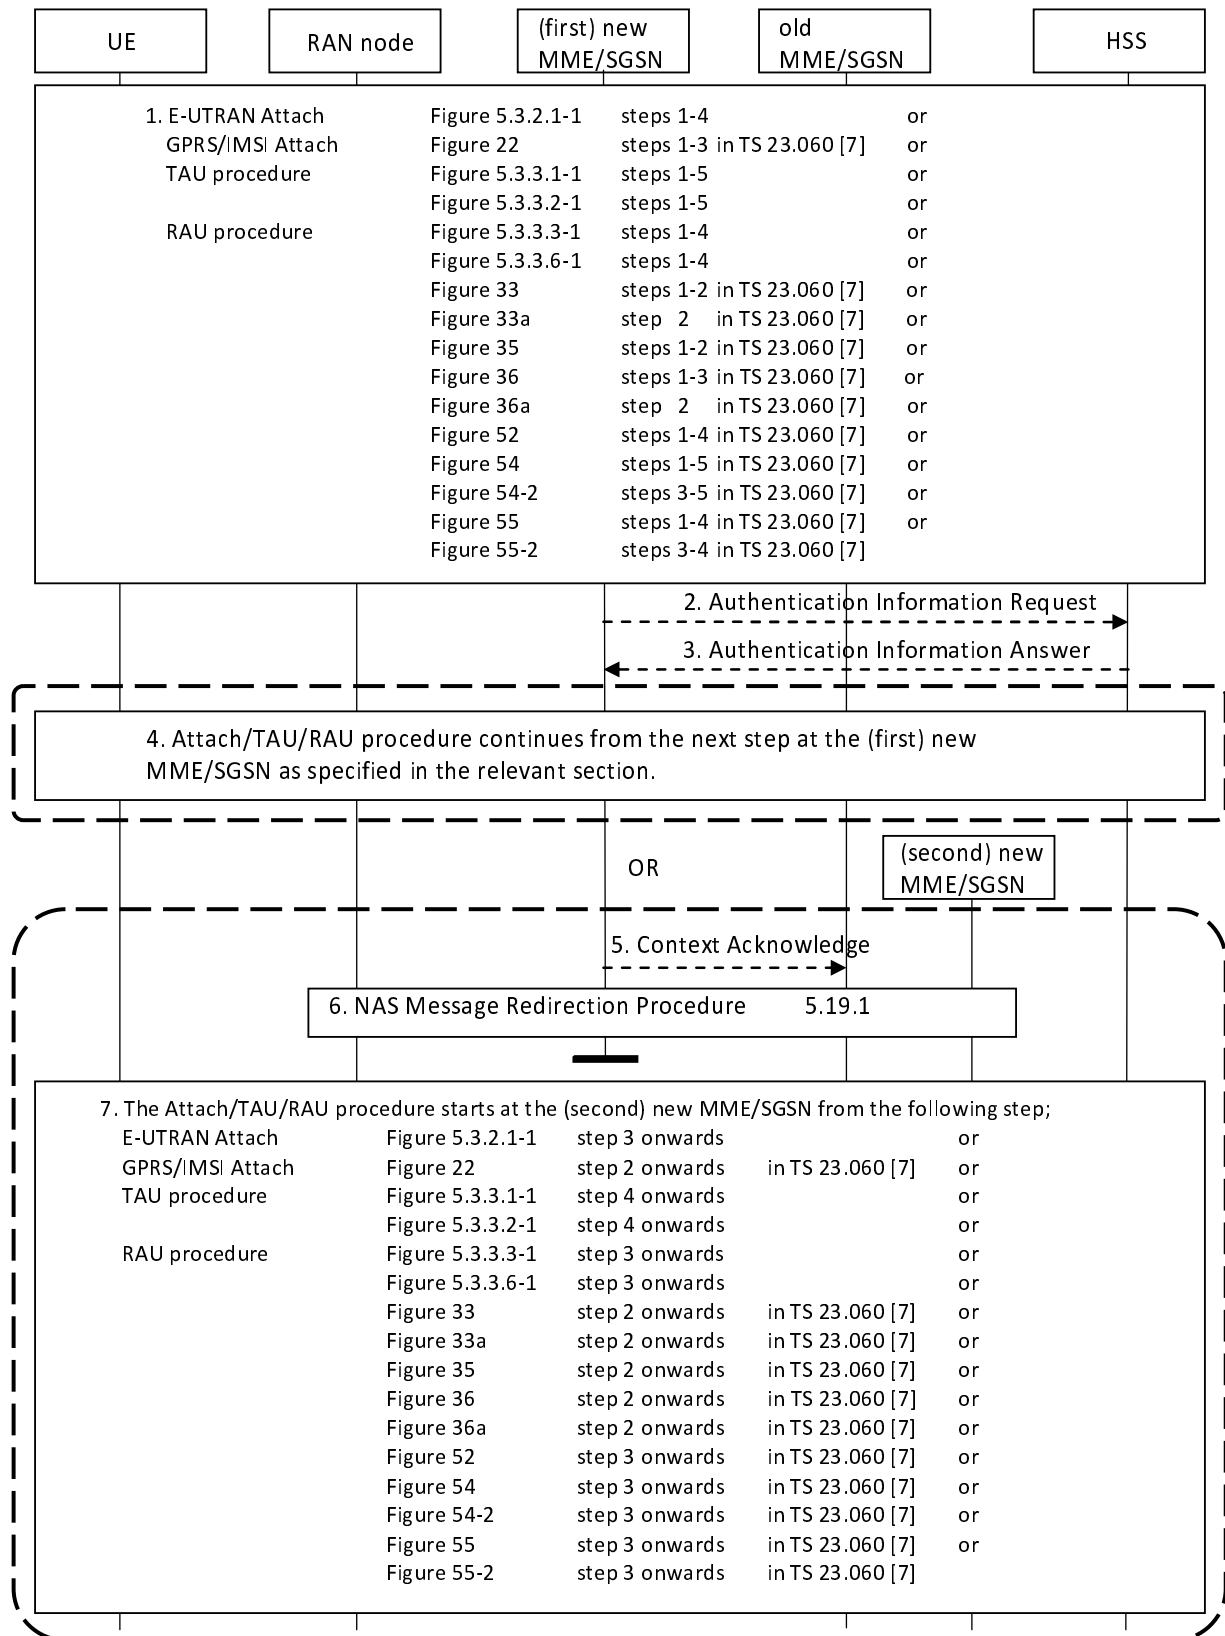 UE
RAN node
(first) new
MME/SGSN
old
MME/SGSN
HSS
1. E-UTRAN Attach Figure 5.3.2.1-1 steps 1-4 or
GPRS/IMSI Attach Figure 22 steps 1-3 in TS 23.060 [7] or
TAU procedure Figure 5.3.3.1-1 steps 1-5 or
Figure 5.3.3.2-1 steps 1-5 or
RAU procedure Figure 5.3.3.3-1 steps 1-4 or
Figure 5.3.3.6-1 steps 1-4 or
Figure 33 steps 1-2 in TS 23.060 [7] or
Figure 33a step 2 in TS 23.060 [7] or
Figure 35 steps 1-2 in TS 23.060 [7] or
Figure 36 steps 1-3 in TS 23.060 [7] or
Figure 36a step 2 in TS 23.060 [7] or
Figure 52 steps 1-4 in TS 23.060 [7] or
Figure 54 steps 1-5 in TS 23.060 [7] or
Figure 54-2 steps 3-5 in TS 23.060 [7] or
Figure 55 steps 1-4 in TS 23.060 [7] or
Figure 55-2 steps 3-4 in TS 23.060 [7]
2. Authentication Information Request
3. Authentication Information Answer
4. Attach/TAU/RAU procedure continues from the next step at the (first) new
MME/SGSN as specified in the relevant section.
OR
(second) new
MME/SGSN
5. Context Acknowledge
6. NAS Message Redirection Procedure 5.19.1
7. The Attach/TAU/RAU procedure starts at the (second) new MME/SGSN from the following step;
E-UTRAN Attach Figure 5.3.2.1-1 step 3 onwards or
GPRS/IMSI Attach Figure 22 step 2 onwards in TS 23.060 [7] or
TAU procedure Figure 5.3.3.1-1 step 4 onwards or
Figure 5.3.3.2-1 step 4 onwards or
RAU procedure Figure 5.3.3.3-1 step 3 onwards or
Figure 5.3.3.6-1 step 3 onwards or
Figure 33 step 2 onwards in TS 23.060 [7] or
Figure 33a step 2 onwards in TS 23.060 [7] or
Figure 35 step 2 onwards in TS 23.060 [7] or
Figure 36 step 2 onwards in TS 23.060 [7] or
Figure 36a step 2 onwards in TS 23.060 [7] or
Figure 52 step 3 onwards in TS 23.060 [7] or
Figure 54 step 3 onwards in TS 23.060 [7] or
Figure 54-2 step 3 onwards in TS 23.060 [7] or
Figure 55 step 3 onwards in TS 23.060 [7] or
Figure 55-2 step 3 onwards in TS 23.060 [7]